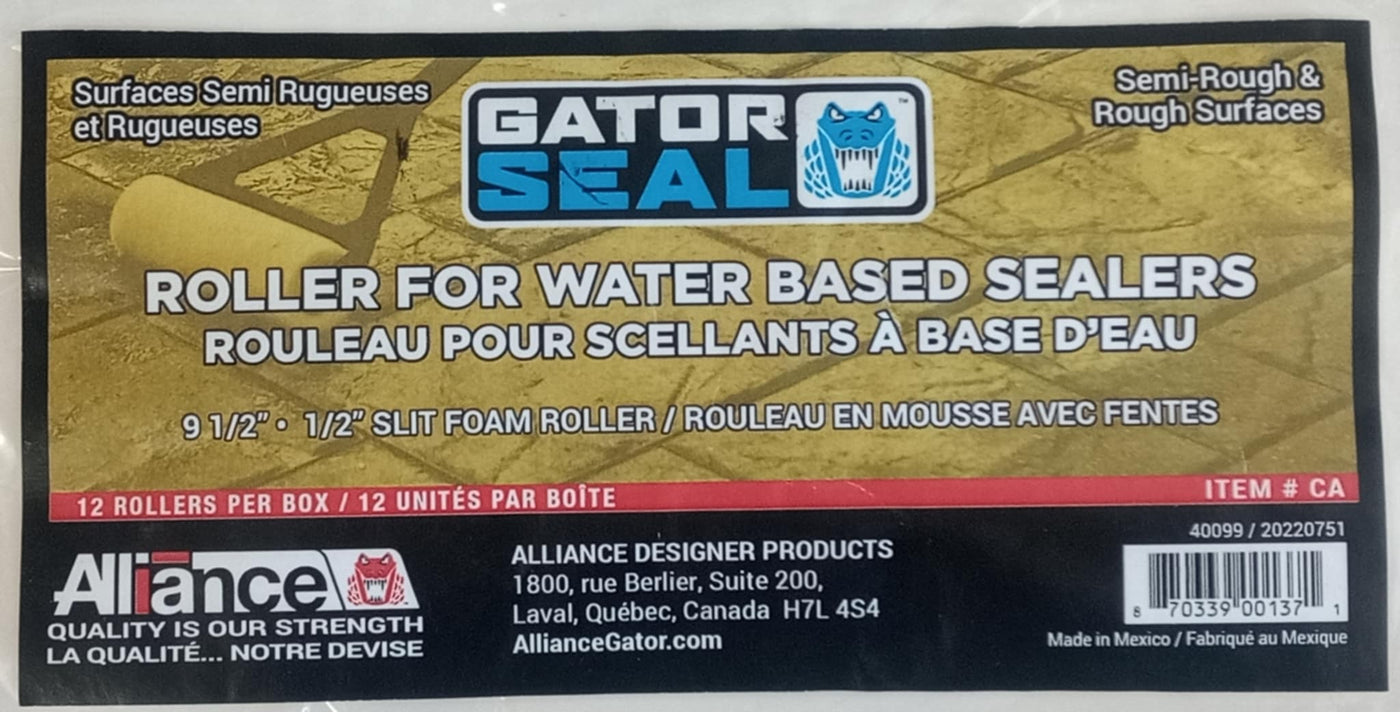 Surfaces Semi Rugueuses
et Rugueuses
GATOR
SEAL
™
Semi-Rough &
Rough Surfaces
ROLLER FOR WATER BASED SEALERS
ROULEAU POUR SCELLANTS À BASE D'EAU
9 1/2" • 1/2" SLIT FOAM ROLLER / ROULEAU EN MOUSSE AVEC FENTES
12 ROLLERS PER BOX / 12 UNITÉS PAR BOÎTE
ITEM # CA
Alliance
QUALITY IS OUR STRENGTH
LA QUALITÉ... NOTRE DEVISE
ALLIANCE DESIGNER PRODUCTS
1800, rue Berlier, Suite 200,
Laval, Québec, Canada H7L 4S4
AllianceGator.com
40099 / 20220751
8 70339 00137 1
Made in Mexico / Fabriqué au Mexique